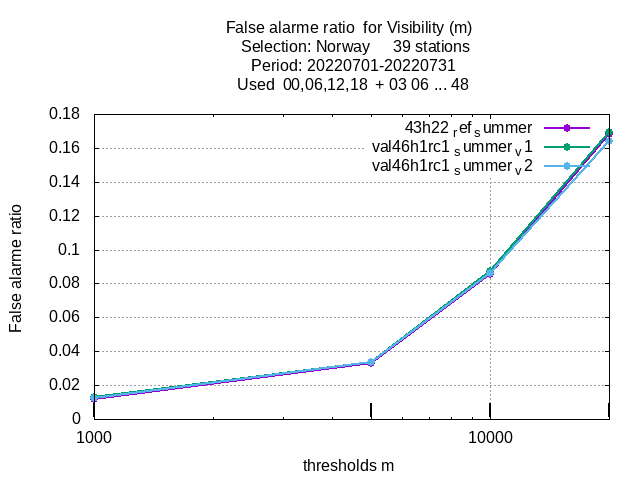 False alarme ratio  for Visibility (m)
Selection: Norway     39 stations
Period: 20220701-20220731
Used  00,06,12,18  + 03 06 ... 48
0.18
0.16
0.14
0.12
0.1
0.08
0.06
0.04
0.02
0
False alarme ratio
43h22_ref_summer
val46h1rc1_summer_v1
val46h1rc1_summer_v2
1000
10000
thresholds m